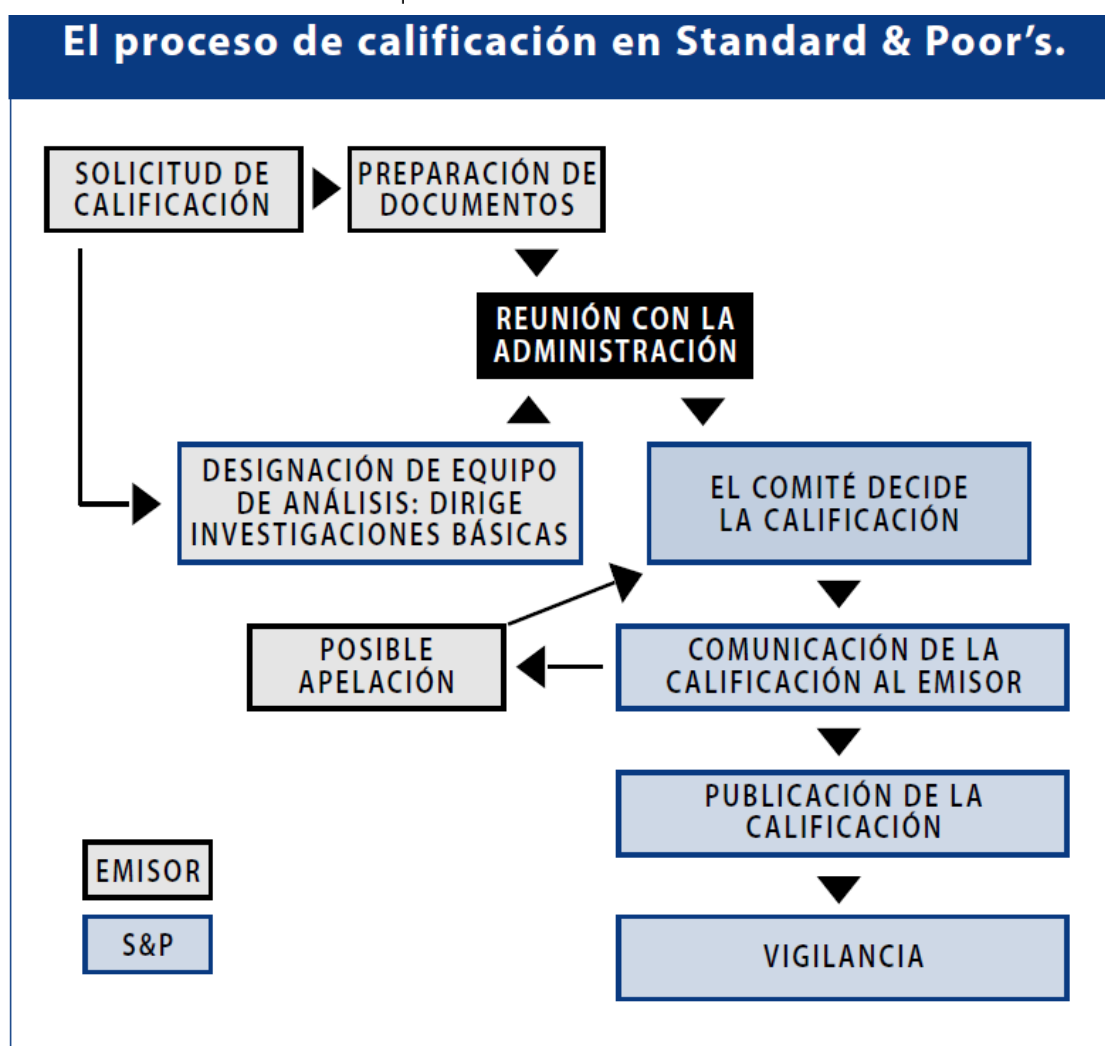 El proceso de calificación en Standard & Poor’s.
SOLICITUD DE
CALIFICACIÓN
PREPARACIÓN DE
DOCUMENTOS
REUNIÓN CON LA
ADMINISTRACIÓN
DESIGNACIÓN DE EQUIPO
DE ANÁLISIS: DIRIGE
INVESTIGACIONES BÁSICAS
EL COMITÉ DECIDE
LA CALIFICACIÓN
POSIBLE
APELACIÓN
COMUNICACIÓN DE LA
CALIFICACIÓN AL EMISOR
PUBLICACIÓN DE LA
CALIFICACIÓN
EMISOR
S&P
VIGILANCIA